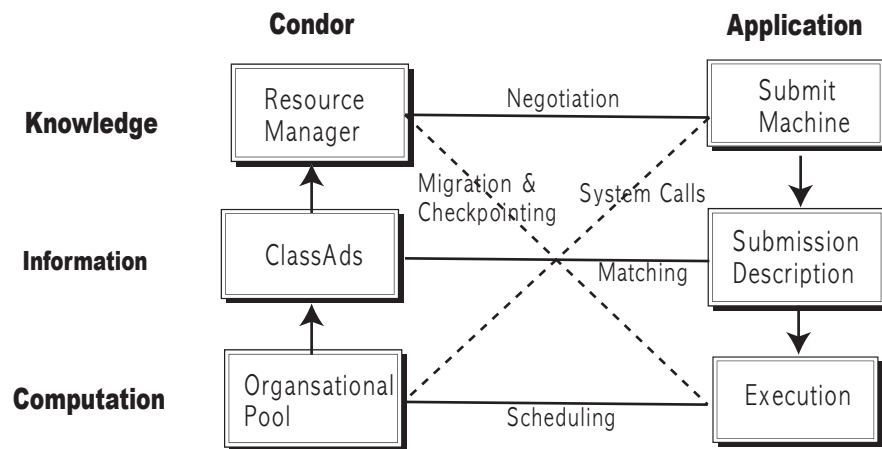 Condor
Application
Knowledge
Resource
Manager
Negotiation
Submit
Machine
Migration &
Checkpointing
System Calls
Information
ClassAds
Matching
Submission
Description
Computation
Organsational
Pool
Scheduling
Execution